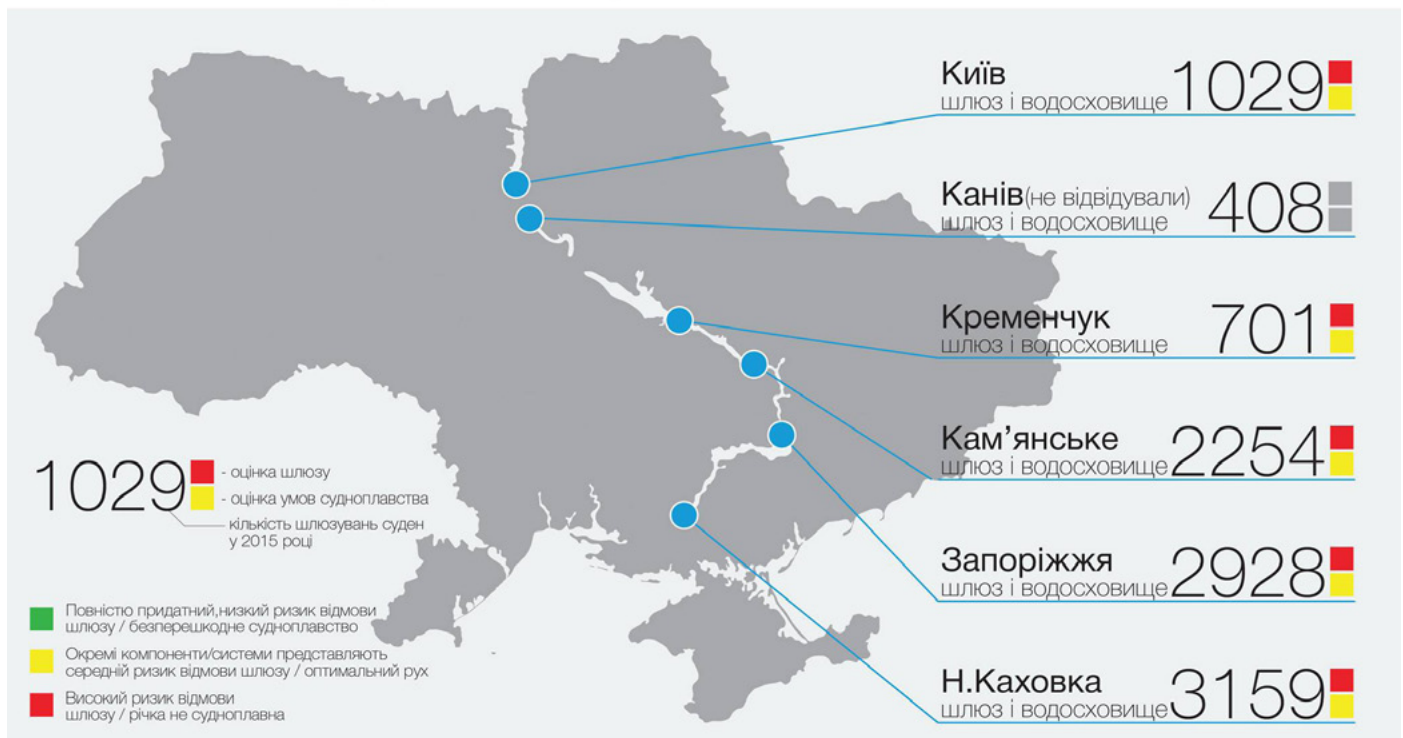 Київ
шлюз і водосховище 1029
Канів(не відвідували)
шлюз і водосховище 408
Кременчук
шлюз і водосховище 701
Кам’янське
шлюз і водосховище 2254
Запоріжжя
шлюз і водосховище 2928
Н.Каховка
шлюз і водосховище 3159
1029
- оцінка шлюзу
- оцінка умов судноплавства
кількість шлюзувань суден
у 2015 році
Повністю придатний,низкий ризик відмови
шлюзу / безперешкодне судноплавство
Окремі компоненти/системи представляють
середній ризик відмови шлюзу / оптимальний рух
Високий ризик відмови
шлюзу / річка не судноплавна